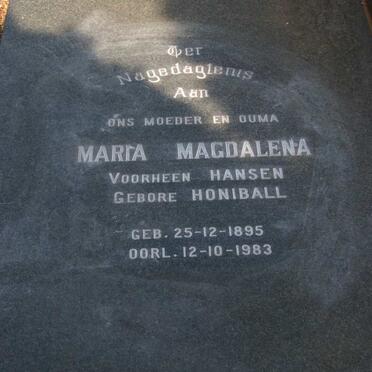 Ter
Nagedagtenis
Aan
ONS MOEDER EN OUMA
MARIA MAGDALENA
VOORHEEN HANSEN
GEBORE HONIBALL
GEB. 25-12-1895
OORL. 12-10-1983